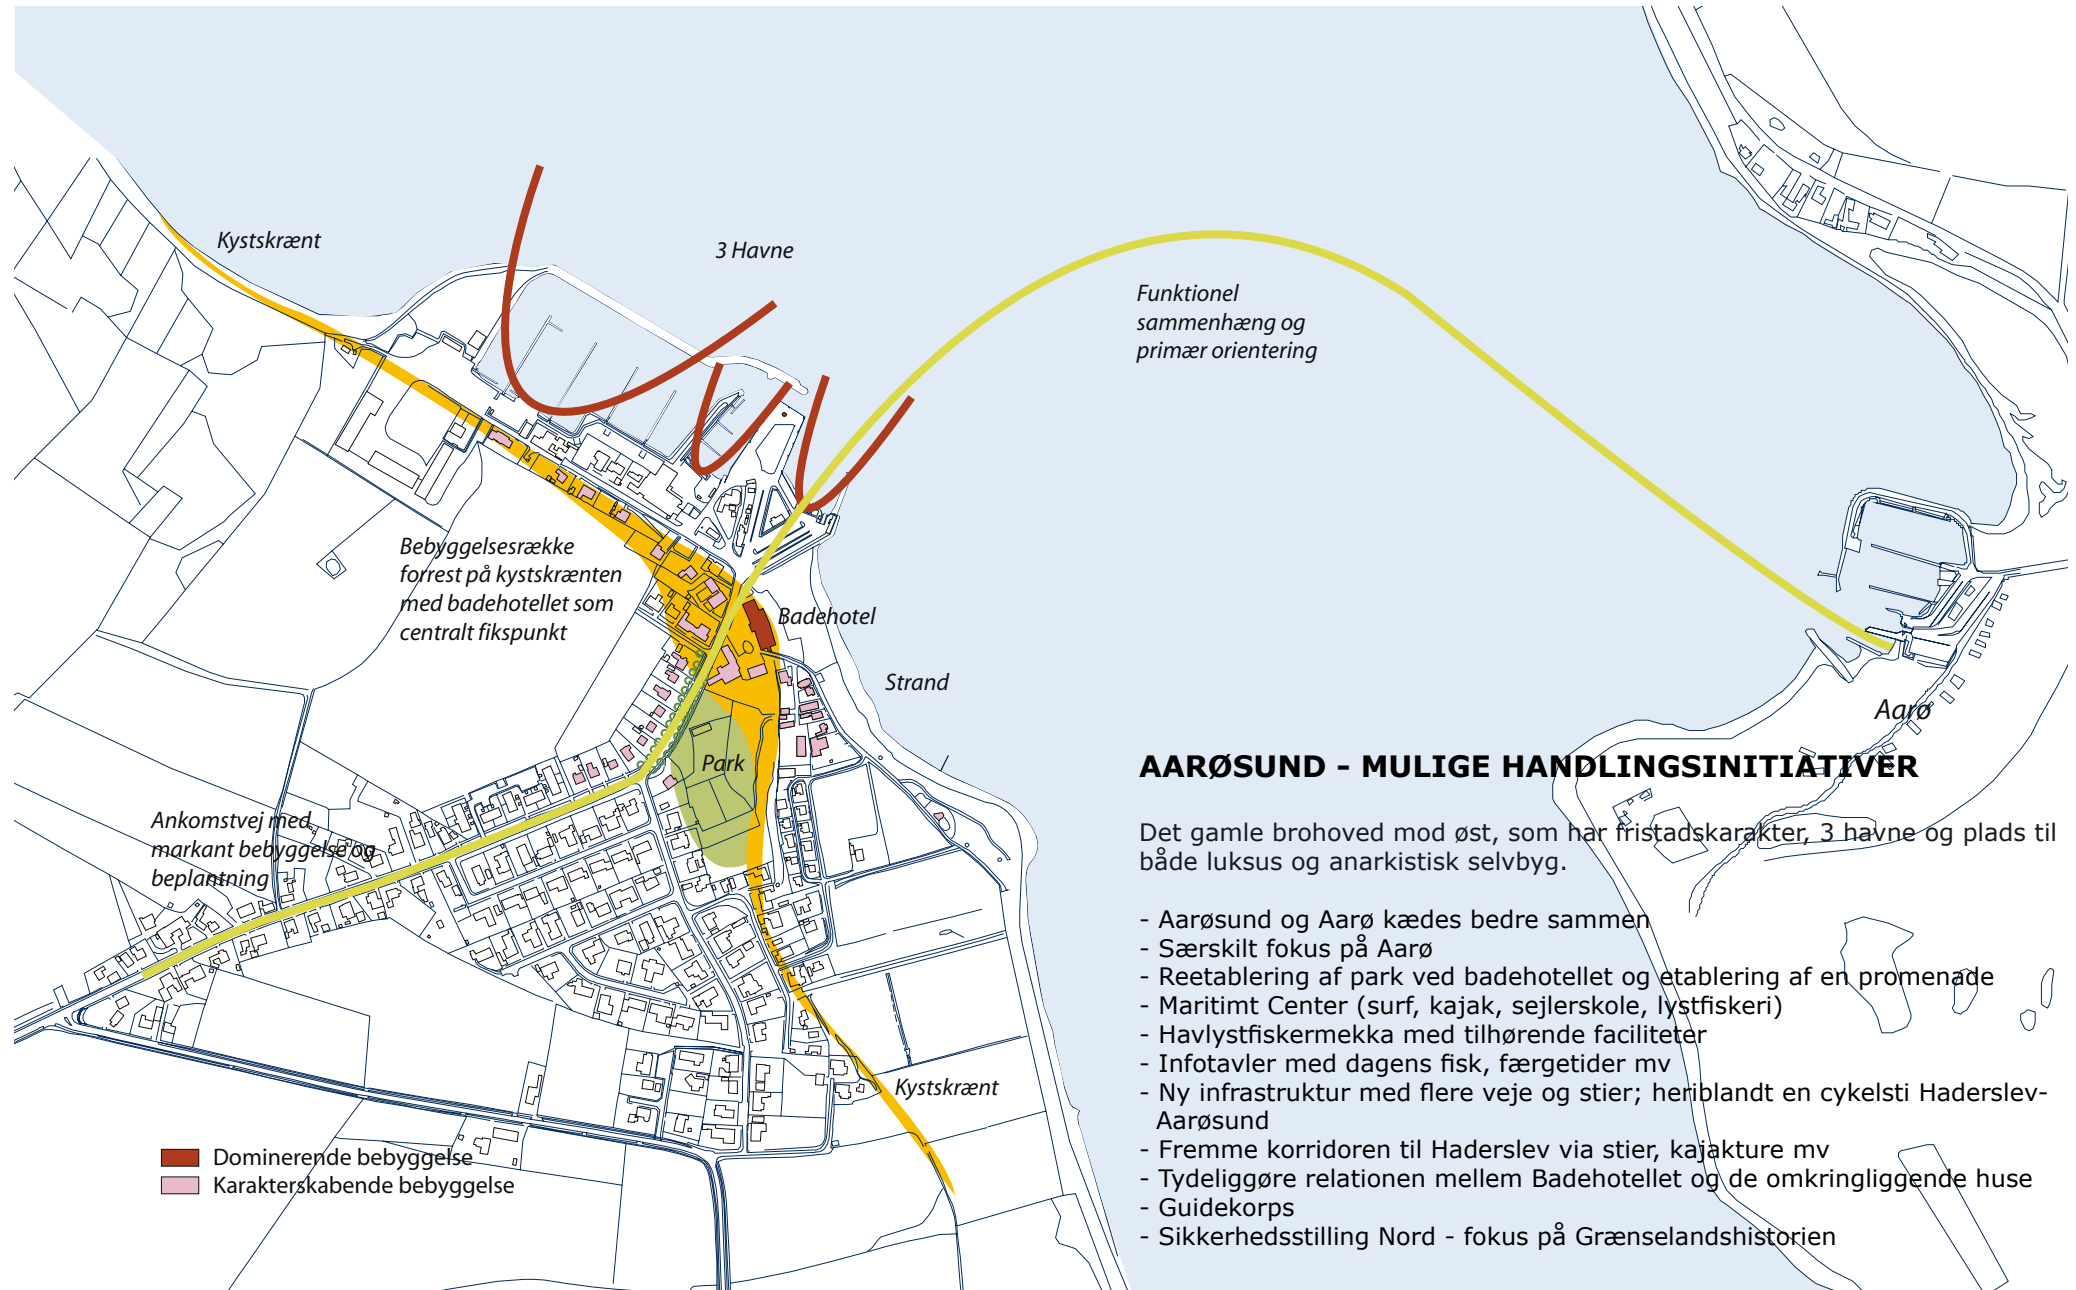 Kystskrænt
3 Havne
Funktionel
sammenhæng og
primær orientering
Bebyggelsesrække
forrest på kystskrænten
med badehotellet som
centralt fikspunkt
Badehotel
Strand
Aarø
Park
Ankomstvej med
markant bebyggelse og
beplantning
Kystskrænt
Dominerende bebyggelse
Karakterskabende bebyggelse
AARØSUND - MULIGE HANDLINGSINITIATIVER
Det gamle brohoved mod øst, som har fristadskarakter, 3 havne og plads til
både luksus og anarkistisk selvbyg.
- Aarøsund og Aarø kædes bedre sammen
- Særskilt fokus på Aarø
- Reetablering af park ved badehotellet og etablering af en promenade
- Maritimt Center (surf, kajak, sejlerskole, lystfiskeri)
- Havlystfiskermekka med tilhørende faciliteter
- Infotavler med dagens fisk, færgetider mv
- Ny infrastruktur med flere veje og stier; heriblandt en cykelsti Haderslev-
Aarøsund
- Fremme korridoren til Haderslev via stier, kajakture mv
- Tydeliggøre relationen mellem Badehotellet og de omkringliggende huse
- Guidekorps
- Sikkerhedsstilling Nord - fokus på Grænselandshistorien